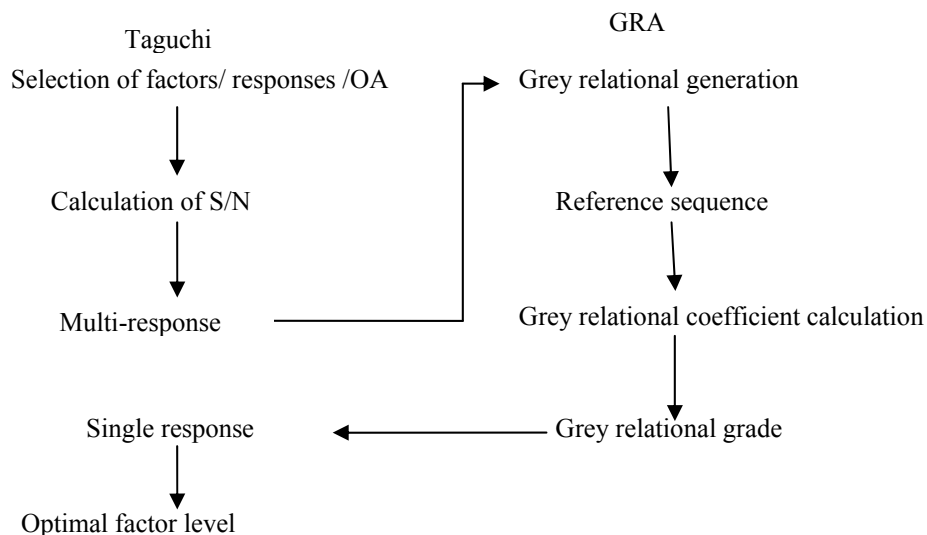 Taguchi
Selection of factors/ responses /OA
Calculation of S/N
Multi-response
GRA
Grey relational generation
Reference sequence
Grey relational coefficient calculation
Grey relational grade
Single response
Optimal factor level